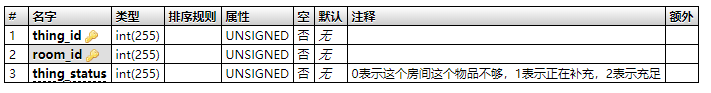 # 名字 类型 排序规则 属性 空 默认 注释 额外
1 thing_id int(255) UNSIGNED 否 无
2 room_id int(255) UNSIGNED 否 无
3 thing_status int(255) UNSIGNED 否 无 0表示这个房间这个物品不够，1表示正在补充，2表示充足